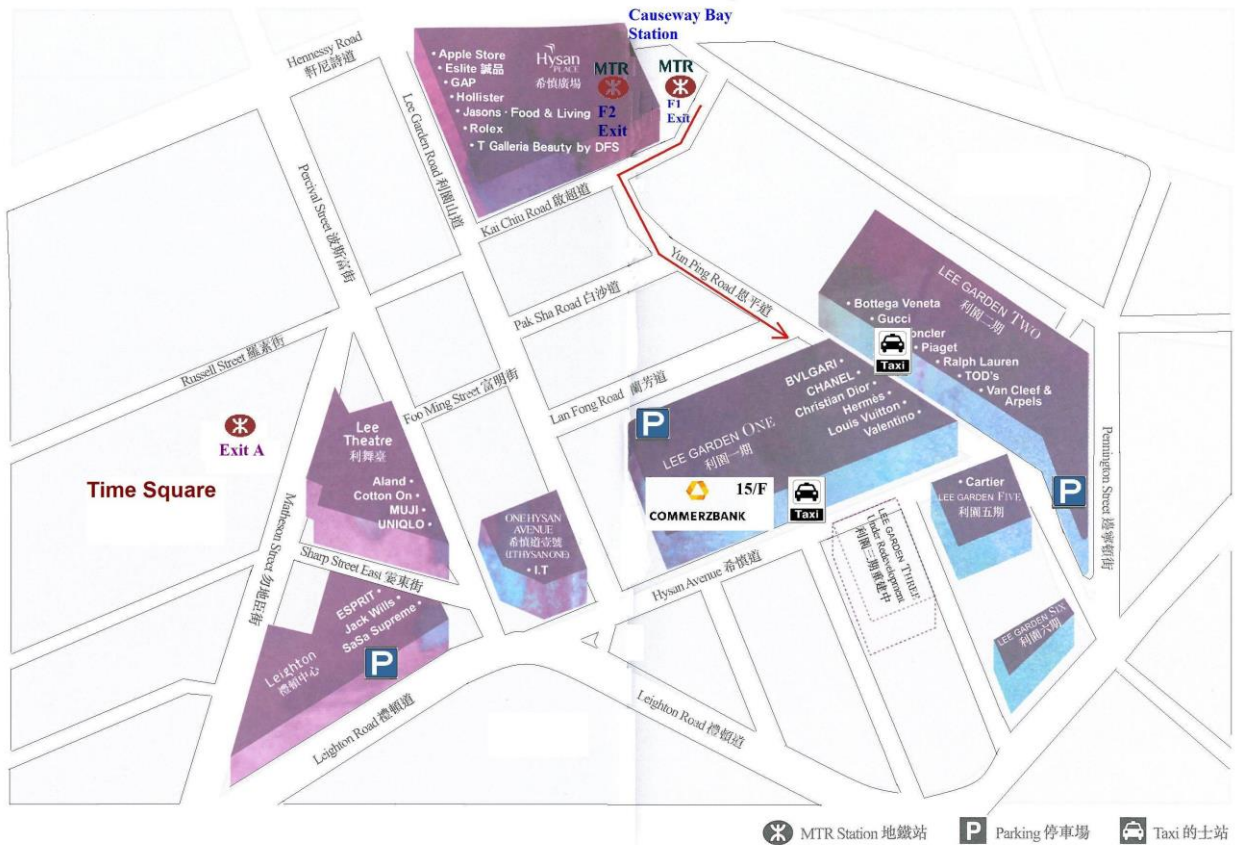 Causeway Bay
Station
Hennessy Road
軒尼詩道
Hysan
PLACE
希慎廣場
• Apple Store
• Eslite 誠品
• GAP
• Hollister
• Jasons · Food & Living
• Rolex
• T Galleria Beauty by DFS
MTR
F2
Exit
MTR
F1
Exit
Lee Garden Road 利園山道
Percival Street 波斯富街
Kai Chiu Road 啟超道
Yun Ping Road 恩平道
Pak Sha Road 白沙道
Russell Street 羅素街
Foo Ming Street 富明街
Lan Fong Road 蘭芳道
LEE GARDEN TWO
利園二期
• Bottega Veneta
• Gucci
oncler
• Piaget
• Ralph Lauren
• TOD's
• Van Cleef &
Arpels
Taxi
BVLGARI •
CHANEL •
Christian Dior •
Hermès •
Louis Vuitton •
Valentino •
P
LEE GARDEN ONE
利園一期
COMMERZBANK
15/F
Taxi
Exit A
Time Square
Lee
Theatre
利舞臺
Aland •
Cotton On •
MUJI •
UNIQLO •
Matheson Street 勿地臣街
Sharp Street East 霎東街
ONE HYSAN
AVENUE
希慎道壹號
(I.T HYSAN ONE)
• I.T
Hysan Avenue 希慎道
LEE GARDEN THREE
Under Redevelopment
利園三期重建中
• Cartier
LEE GARDEN FIVE
利園五期
P
Pennington Street 邊寧頓街
LEE GARDEN SIX
利園六期
ESPRIT •
Jack Wills •
SaSa Supreme •
Leighton
禮頓中心
P
Leighton Road 禮頓道
Leighton Road 禮頓道
MTR Station 地鐵站
P Parking 停車場
Taxi 的士站